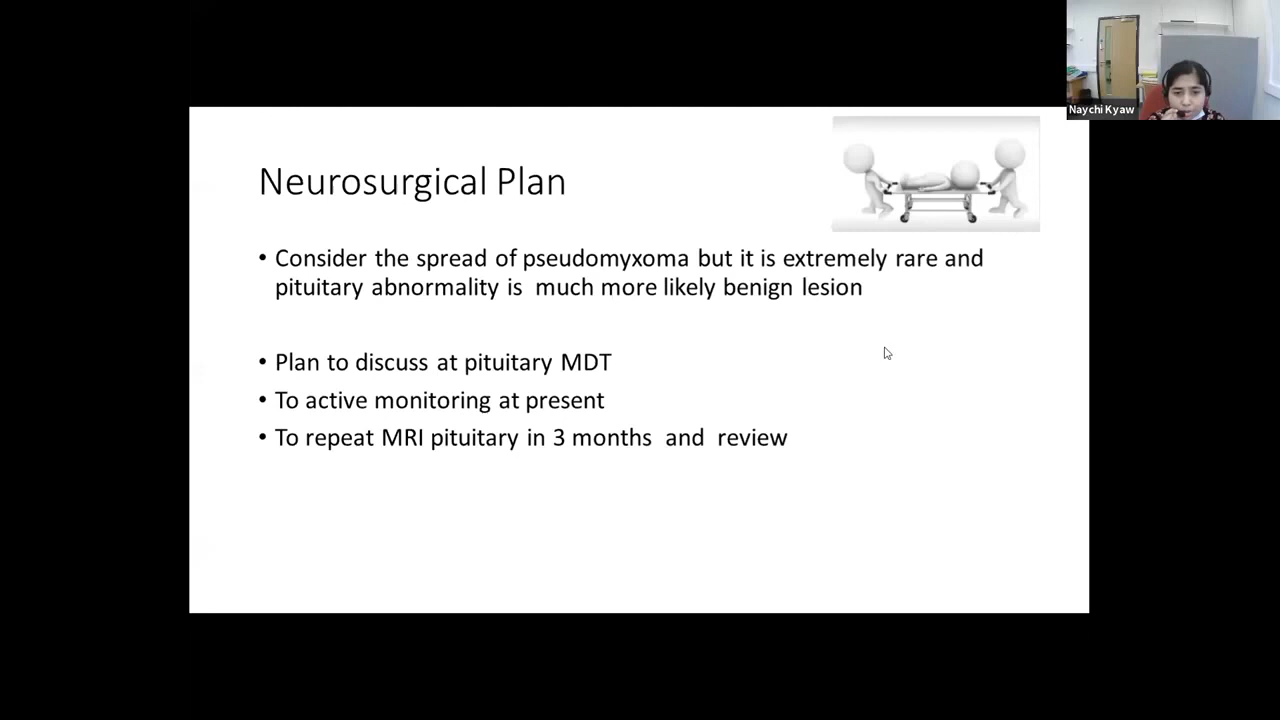 Naychi Kyaw
Neurosurgical Plan
• Consider the spread of pseudomyxoma but it is extremely rare and
pituitary abnormality is  much more likely benign lesion
• Plan to discuss at pituitary MDT
• To active monitoring at present
• To repeat MRI pituitary in 3 months  and  review